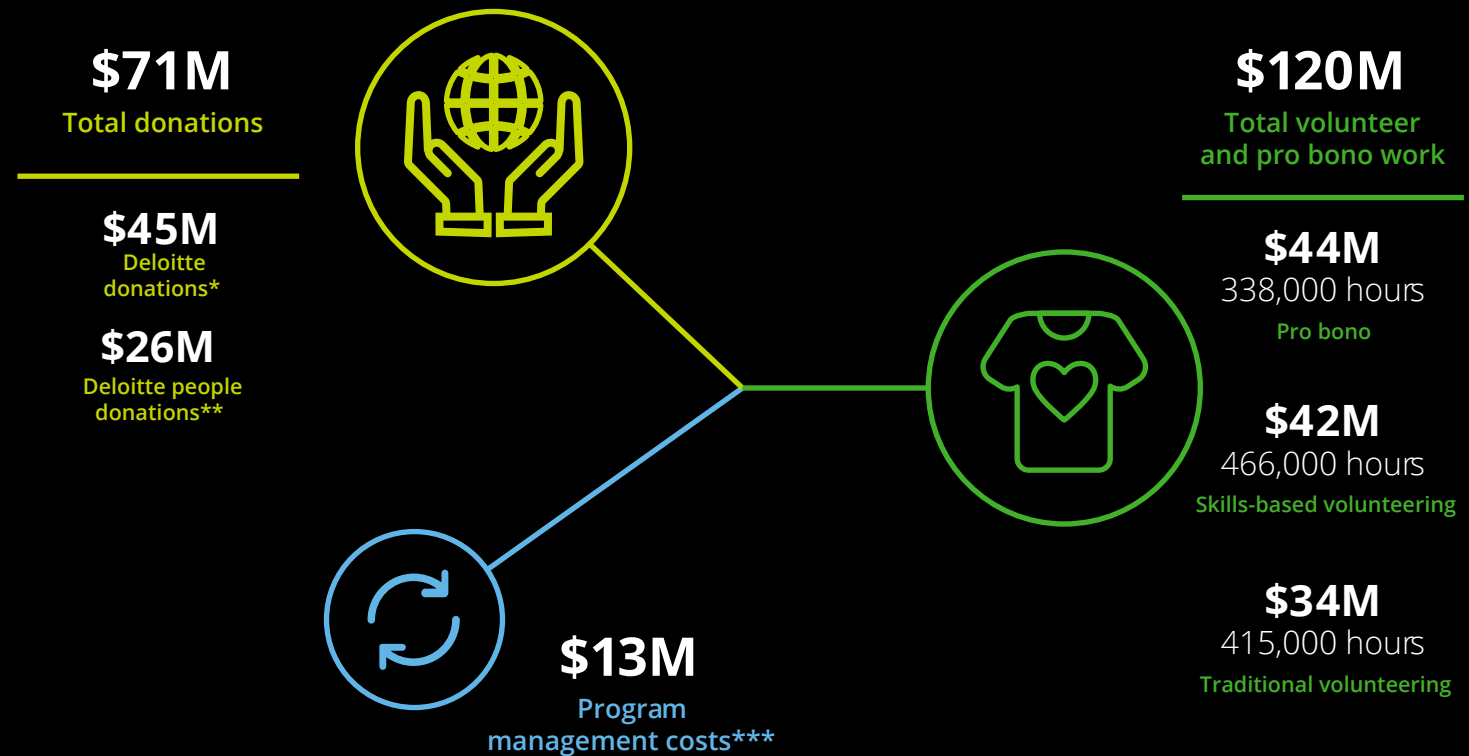 $71M
Total donations
$45M
Deloitte
donations*
$26M
Deloitte people
donations**
$120M
Total volunteer
and pro bono work
$44M
338,000 hours
Pro bono
$42M
466,000 hours
Skills-based volunteering
$34M
415,000 hours
Traditional volunteering
$13M
Program
management costs***